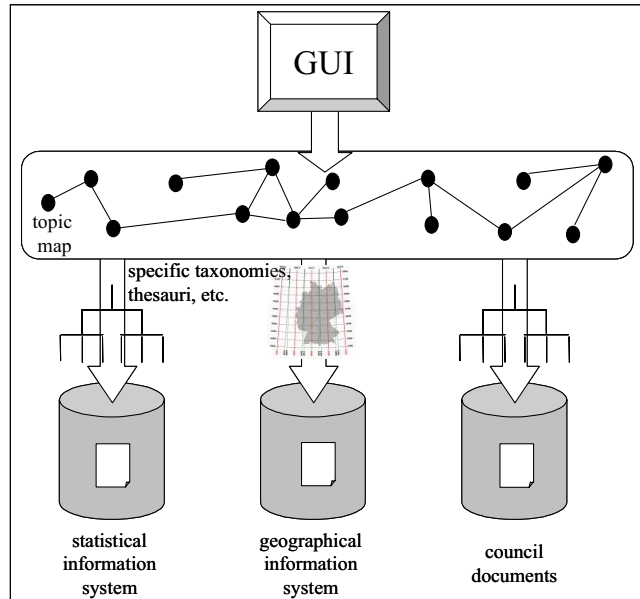 GUI
topic
map
specific taxonomies,
thesauri, etc.
statistical
information
system
geographical
information
system
council
documents